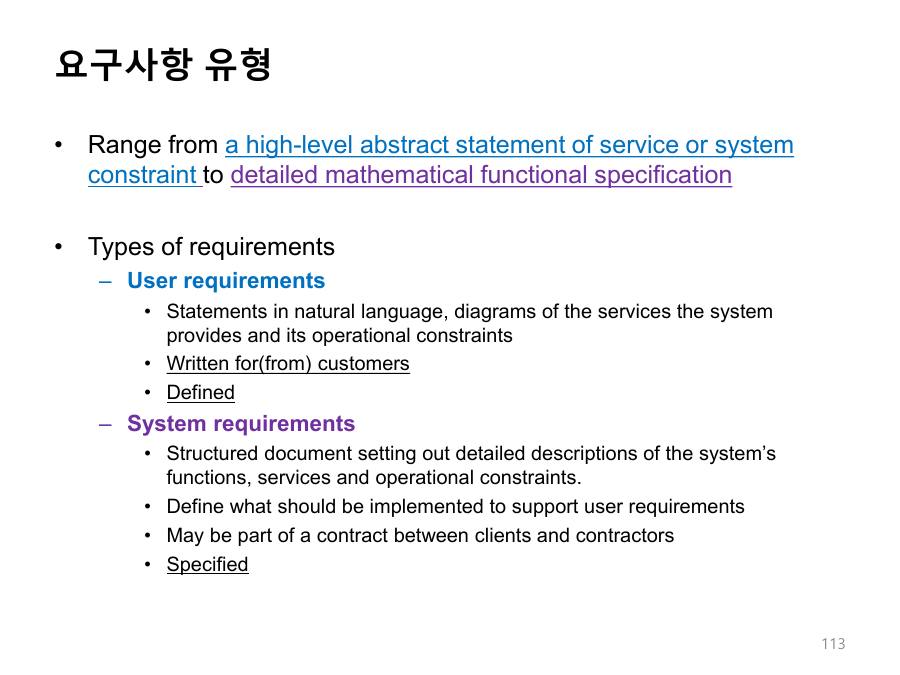 요구사항 유형
• Range from a high-level abstract statement of service or system
constraint to detailed mathematical functional specification
• Types of requirements
– User requirements
• Statements in natural language, diagrams of the services the system
provides and its operational constraints
• Written for(from) customers
• Defined
– System requirements
• Structured document setting out detailed descriptions of the system’s
functions, services and operational constraints.
• Define what should be implemented to support user requirements
• May be part of a contract between clients and contractors
• Specified
113